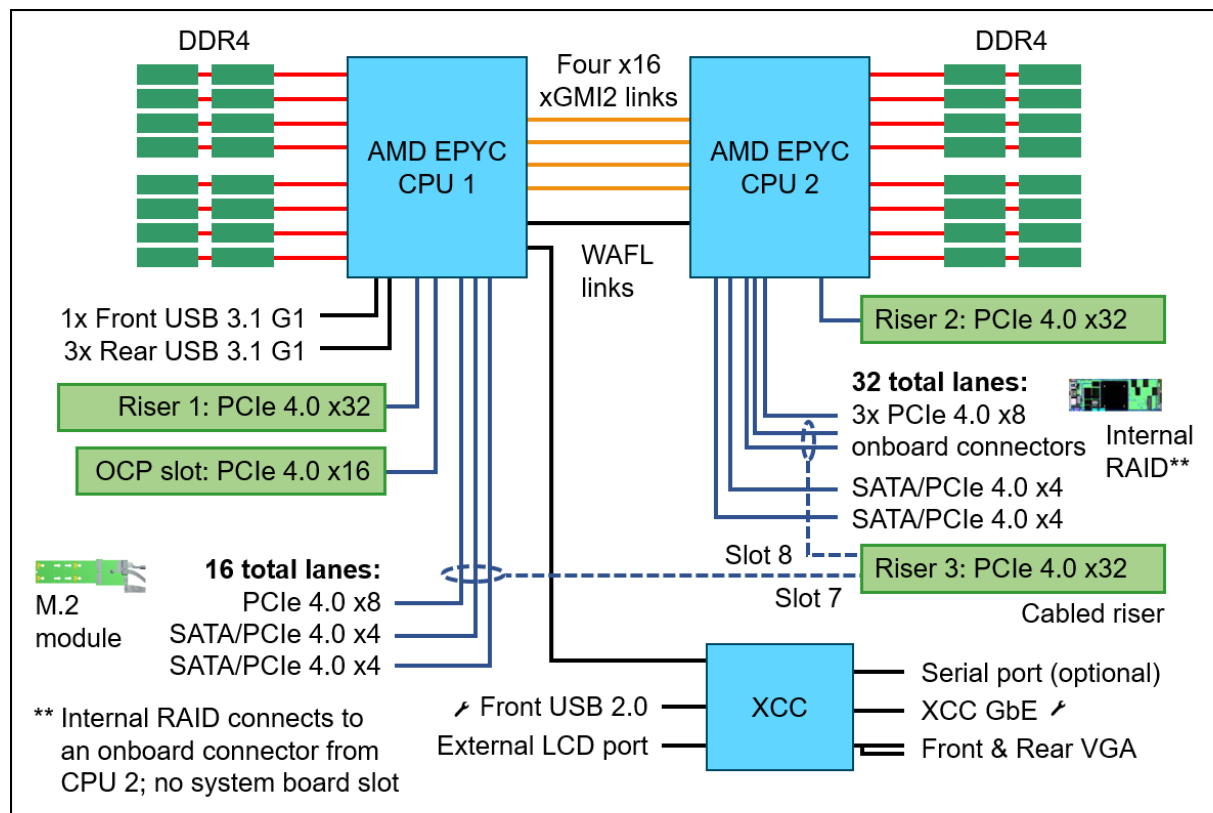 DDR4
DDR4
Four x16
xGMI2 links
AMD EPYC
CPU 1
AMD EPYC
CPU 2
WAFL
links
1x Front USB 3.1 G1
3x Rear USB 3.1 G1
Riser 1: PCIe 4.0 x32
OCP slot: PCIe 4.0 x16
Riser 2: PCIe 4.0 x32
32 total lanes:
3x PCIe 4.0 x8
onboard connectors
SATA/PCIe 4.0 x4
SATA/PCIe 4.0 x4
Internal
RAID**
Slot 8
Slot 7
Riser 3: PCIe 4.0 x32
Cabled riser
M.2
module
16 total lanes:
PCIe 4.0 x8
SATA/PCIe 4.0 x4
SATA/PCIe 4.0 x4
** Internal RAID connects to
an onboard connector from
CPU 2; no system board slot
Front USB 2.0
External LCD port
XCC
Serial port (optional)
XCC GbE
Front & Rear VGA